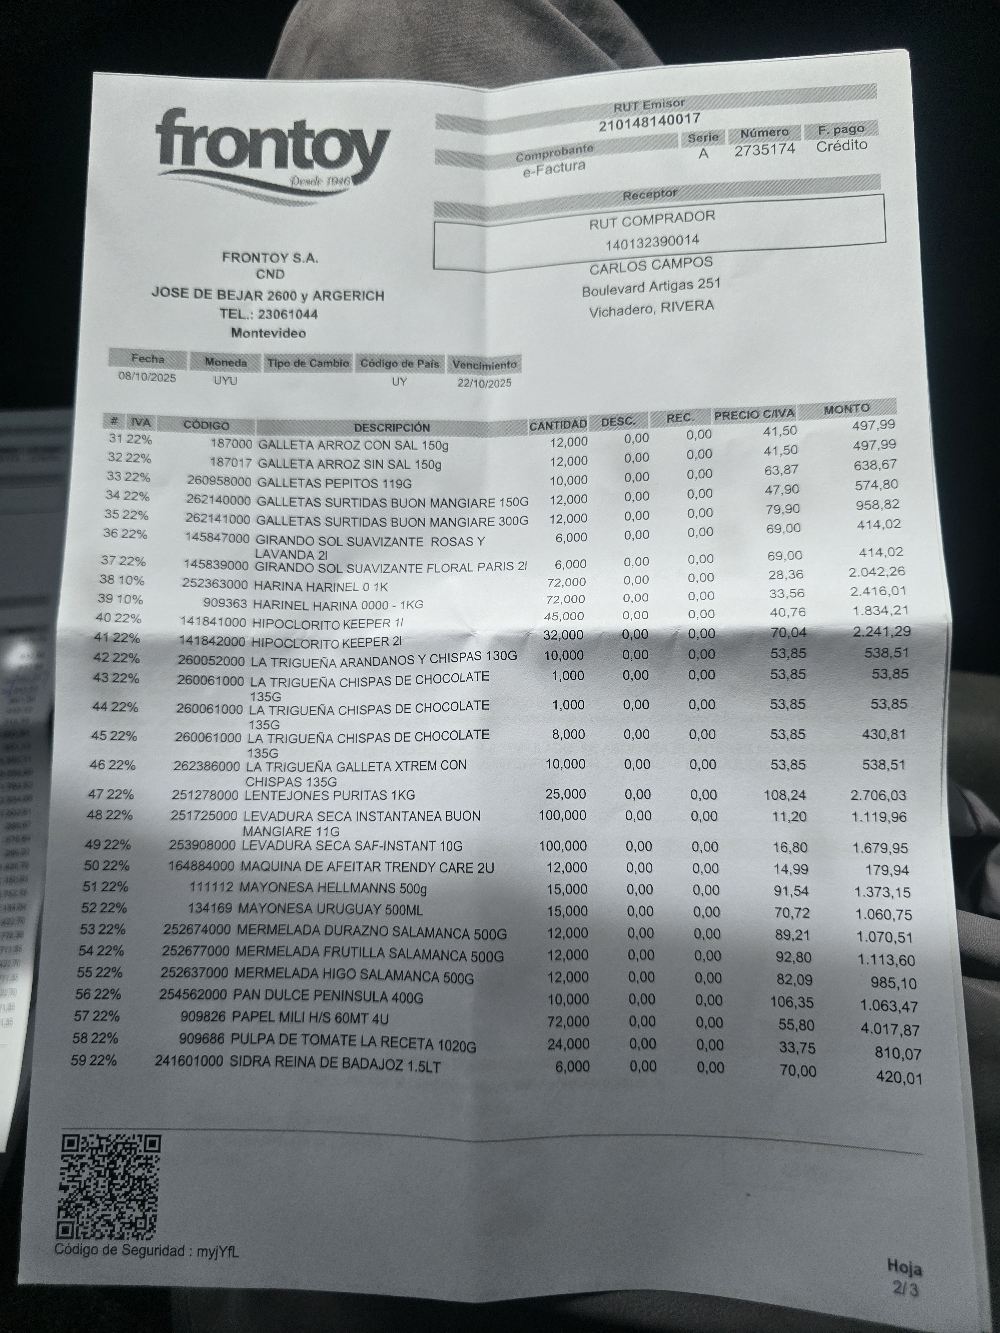 frontoy
Desde 1946
RUT Emisor
210148140017
Comprobante Serie Número F. pago
e-Factura A 2735174 Crédito
Receptor
RUT COMPRADOR
140132390014
CARLOS CAMPOS
Boulevard Artigas 251
Vichadero, RIVERA
FRONTOY S.A.
CND
JOSE DE BEJAR 2600 y ARGERICH
TEL.: 23061044
Montevideo
Fecha Moneda Tipo de Cambio Código de País Vencimiento
08/10/2025 UYU UY 22/10/2025
# IVA CÓDIGO DESCRIPCIÓN CANTIDAD DESC. REC. PRECIO C/IVA MONTO
31 22% 187000 GALLETA ARROZ CON SAL 150g 12,000 0,00 0,00 41,50 497,99
32 22% 187017 GALLETA ARROZ SIN SAL 150g 12,000 0,00 0,00 41,50 497,99
33 22% 260958000 GALLETAS PEPITOS 119G 10,000 0,00 0,00 63,87 638,67
34 22% 262140000 GALLETAS SURTIDAS BUON MANGIARE 150G 12,000 0,00 0,00 47,90 574,80
35 22% 262141000 GALLETAS SURTIDAS BUON MANGIARE 300G 12,000 0,00 0,00 79,90 958,82
36 22% 145847000 GIRANDO SOL SUAVIZANTE ROSAS Y 6,000 0,00 0,00 69,00 414,02
LAVANDA 2l
37 22% 145839000 GIRANDO SOL SUAVIZANTE FLORAL PARIS 2l 6,000 0,00 0,00 69,00 414,02
38 10% 252363000 HARINA HARINEL 0 1K 72,000 0,00 0,00 28,36 2.042,26
39 10% 909363 HARINEL HARINA 0000 - 1KG 72,000 0,00 0,00 33,56 2.416,01
40 22% 141841000 HIPOCLORITO KEEPER 1l 45,000 0,00 0,00 40,76 1.834,21
41 22% 141842000 HIPOCLORITO KEEPER 2l 32,000 0,00 0,00 70,04 2.241,29
42 22% 260052000 LA TRIGUEÑA ARANDANOS Y CHISPAS 130G 10,000 0,00 0,00 53,85 538,51
43 22% 260061000 LA TRIGUEÑA CHISPAS DE CHOCOLATE 1,000 0,00 0,00 53,85 53,85
135G
44 22% 260061000 LA TRIGUEÑA CHISPAS DE CHOCOLATE 1,000 0,00 0,00 53,85 53,85
135G
45 22% 260061000 LA TRIGUEÑA CHISPAS DE CHOCOLATE 8,000 0,00 0,00 53,85 430,81
135G
46 22% 262386000 LA TRIGUEÑA GALLETA XTREM CON 10,000 0,00 0,00 53,85 538,51
CHISPAS 135G
47 22% 251278000 LENTEJONES PURITAS 1KG 25,000 0,00 0,00 108,24 2.706,03
48 22% 251725000 LEVADURA SECA INSTANTANEA BUON 100,000 0,00 0,00 11,20 1.119,96
MANGIARE 11G
49 22% 253908000 LEVADURA SECA SAF-INSTANT 10G 100,000 0,00 0,00 16,80 1.679,95
50 22% 164884000 MAQUINA DE AFEITAR TRENDY CARE 2U 12,000 0,00 0,00 14,99 179,94
51 22% 111112 MAYONESA HELLMANNS 500g 15,000 0,00 0,00 91,54 1.373,15
52 22% 134169 MAYONESA URUGUAY 500ML 15,000 0,00 0,00 70,72 1.060,75
53 22% 252674000 MERMELADA DURAZNO SALAMANCA 500G 12,000 0,00 0,00 89,21 1.070,51
54 22% 252677000 MERMELADA FRUTILLA SALAMANCA 500G 12,000 0,00 0,00 92,80 1.113,60
55 22% 252637000 MERMELADA HIGO SALAMANCA 500G 12,000 0,00 0,00 82,09 985,10
56 22% 254562000 PAN DULCE PENINSULA 400G 10,000 0,00 0,00 106,35 1.063,47
57 22% 909826 PAPEL MILI H/S 60MT 4U 72,000 0,00 0,00 55,80 4.017,87
58 22% 909686 PULPA DE TOMATE LA RECETA 1020G 24,000 0,00 0,00 33,75 810,07
59 22% 241601000 SIDRA REINA DE BADAJOZ 1.5LT 6,000 0,00 0,00 70,00 420,01
Código de Seguridad : myjYfL
Hoja
2/3